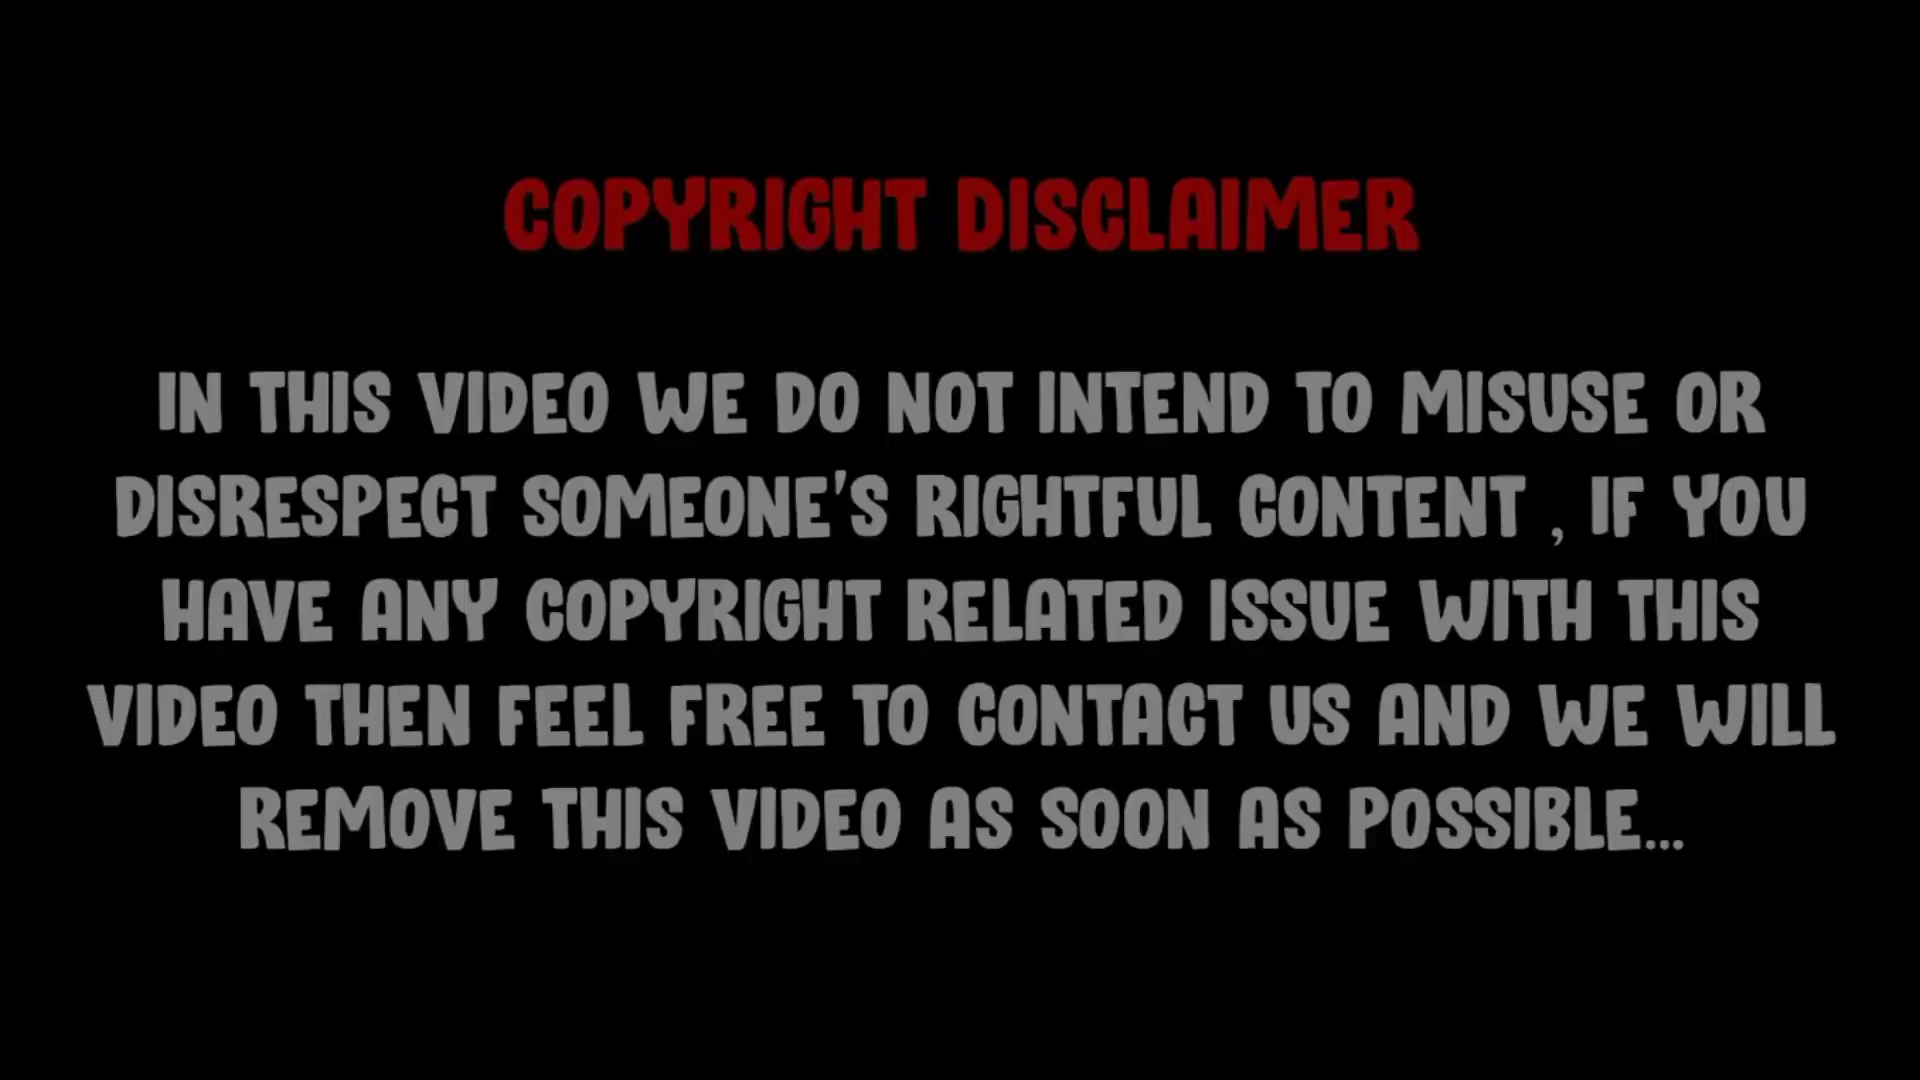 COPYRIGHT DISCLAIMER
IN THIS VIDEO WE DO NOT INTEND TO MISUSE OR
DISRESPECT SOMEONE'S RIGHTFUL CONTENT , IF YOU
HAVE ANY COPYRIGHT RELATED ISSUE WITH THIS
VIDEO THEN FEEL FREE TO CONTACT US AND WE WILL
REMOVE THIS VIDEO AS SOON AS POSSIBLE...